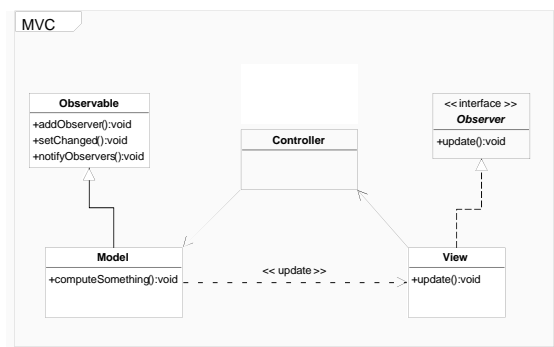 MVC
Observable
+addObserver():void
+setChanged():void
+notifyObservers():void
Controller
<< interface >>
Observer
+update():void
Model
+computeSomething():void
<< update >>
View
+update():void